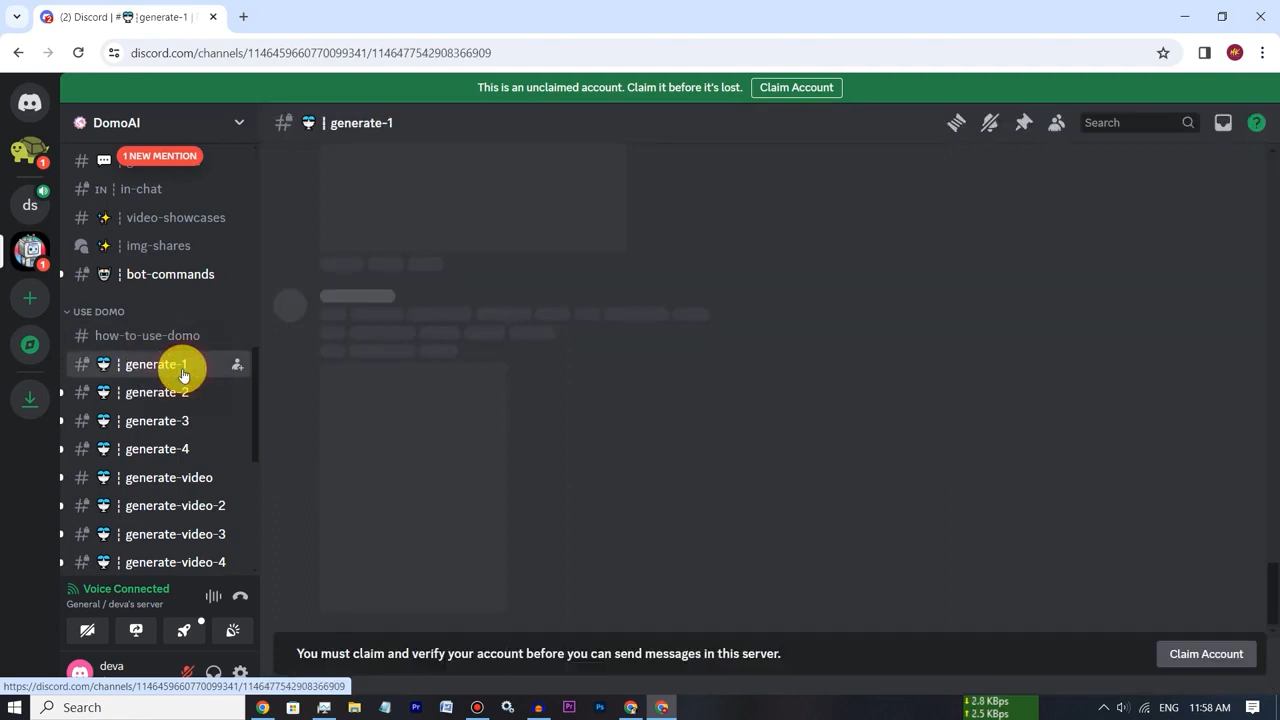 (2) Discord | #🥣¦generate-1 |
discord.com/channels/1146459660770099341/1146477542908366909
HK
This is an unclaimed account. Claim it before it's lost.
Claim Account
DomoAI
generate-1
Search
1 NEW MENTION
IN ¦ in-chat
video-showcases
img-shares
bot-commands
USE DOMO
how-to-use-domo
generate-1
generate-2
generate-3
generate-4
generate-video
generate-video-2
generate-video-3
generate-video-4
1
ds
1
Voice Connected
General / deva's server
deva
You must claim and verify your account before you can send messages in this server.
Claim Account
https://discord.com/channels/1146459660770099341/1146477542908366909
Search
2.8 KBps
2.5 KBps
ENG
11:58 AM